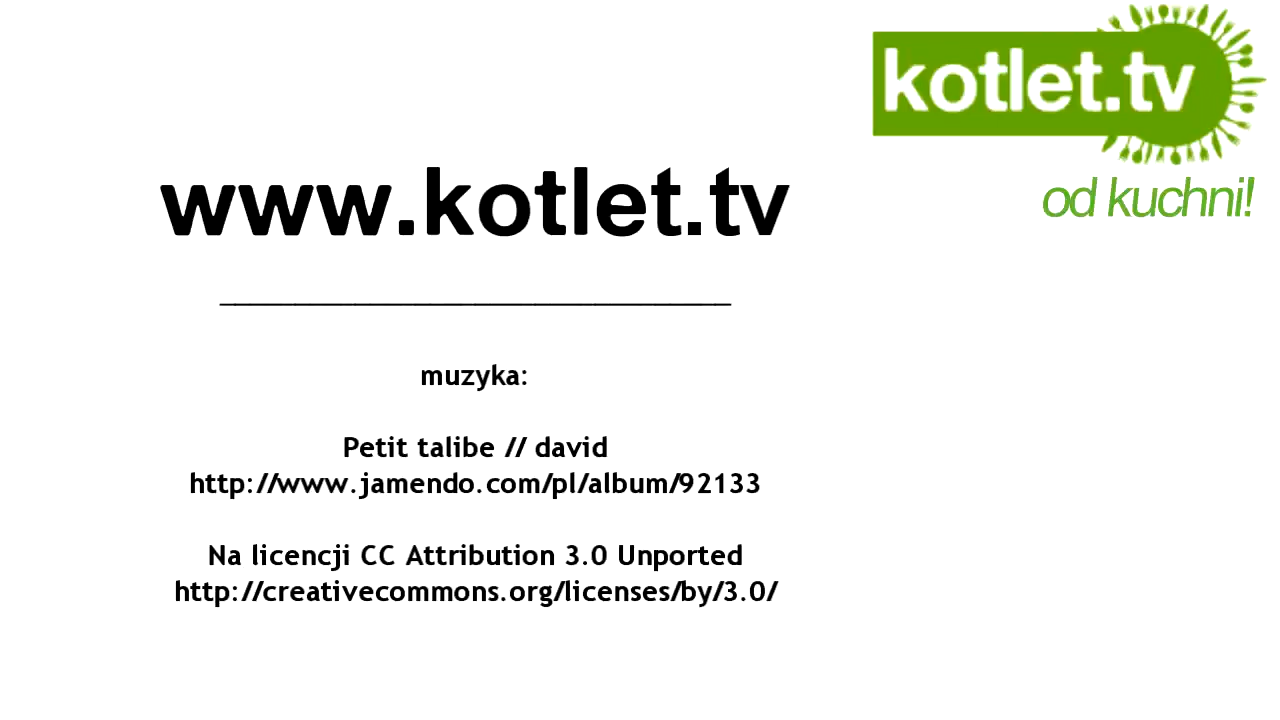 kotlet.tv
od kuchni!
www.kotlet.tv
muzyka:
Petit talibe // david
http://www.jamendo.com/pl/album/92133
Na licencji CC Attribution 3.0 Unported
http://creativecommons.org/licenses/by/3.0/